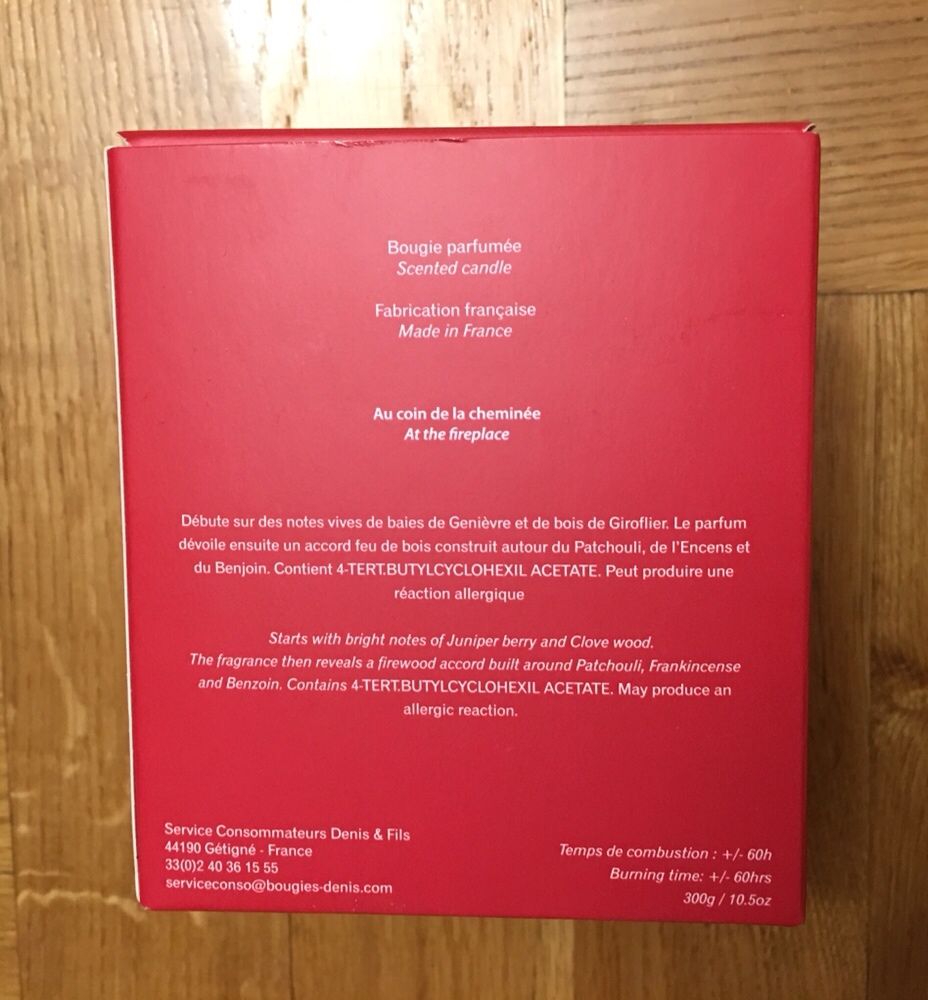 Bougie parfumée
Scented candle
Fabrication française
Made in France
Au coin de la cheminée
At the fireplace
Débute sur des notes vives de baies de Genièvre et de bois de Giroflier. Le parfum
dévoile ensuite un accord feu de bois construit autour du Patchouli, de l'Encens et
du Benjoin. Contient 4-TERT.BUTYLCYCLOHEXIL ACETATE. Peut produire une
réaction allergique
Starts with bright notes of Juniper berry and Clove wood.
The fragrance then reveals a firewood accord built around Patchouli, Frankincense
and Benzoin. Contains 4-TERT.BUTYLCYCLOHEXIL ACETATE. May produce an
allergic reaction.
Service Consommateurs Denis & Fils
44190 Gétigné - France
33(0)2 40 36 15 55
serviceconso@bougies-denis.com
Temps de combustion : +/- 60h
Burning time: +/- 60hrs
300g / 10.5oz